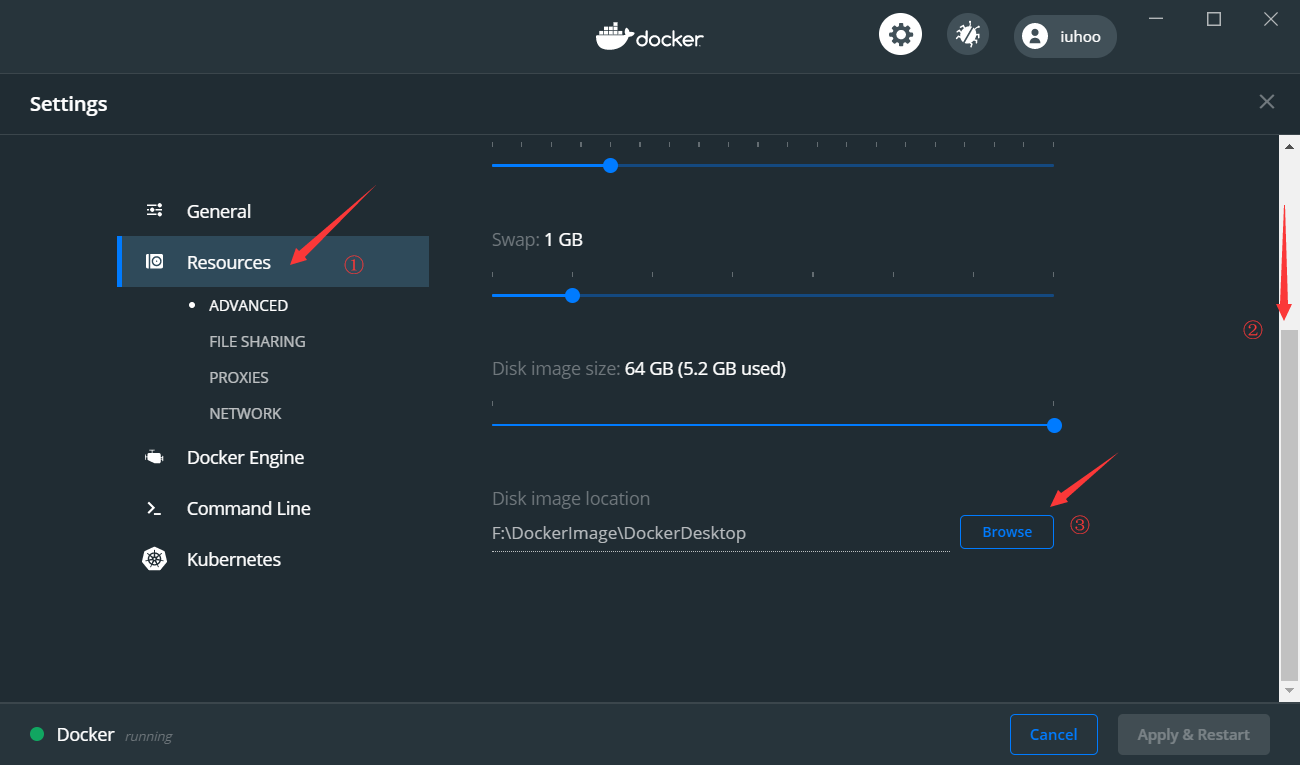 docker
iuhoo
Settings
General
Resources
①
ADVANCED
FILE SHARING
PROXIES
NETWORK
Docker Engine
Command Line
Kubernetes
Swap: 1 GB
②
Disk image size: 64 GB (5.2 GB used)
Disk image location
F:\DockerImage\DockerDesktop
Browse
③
Docker running
Cancel
Apply & Restart